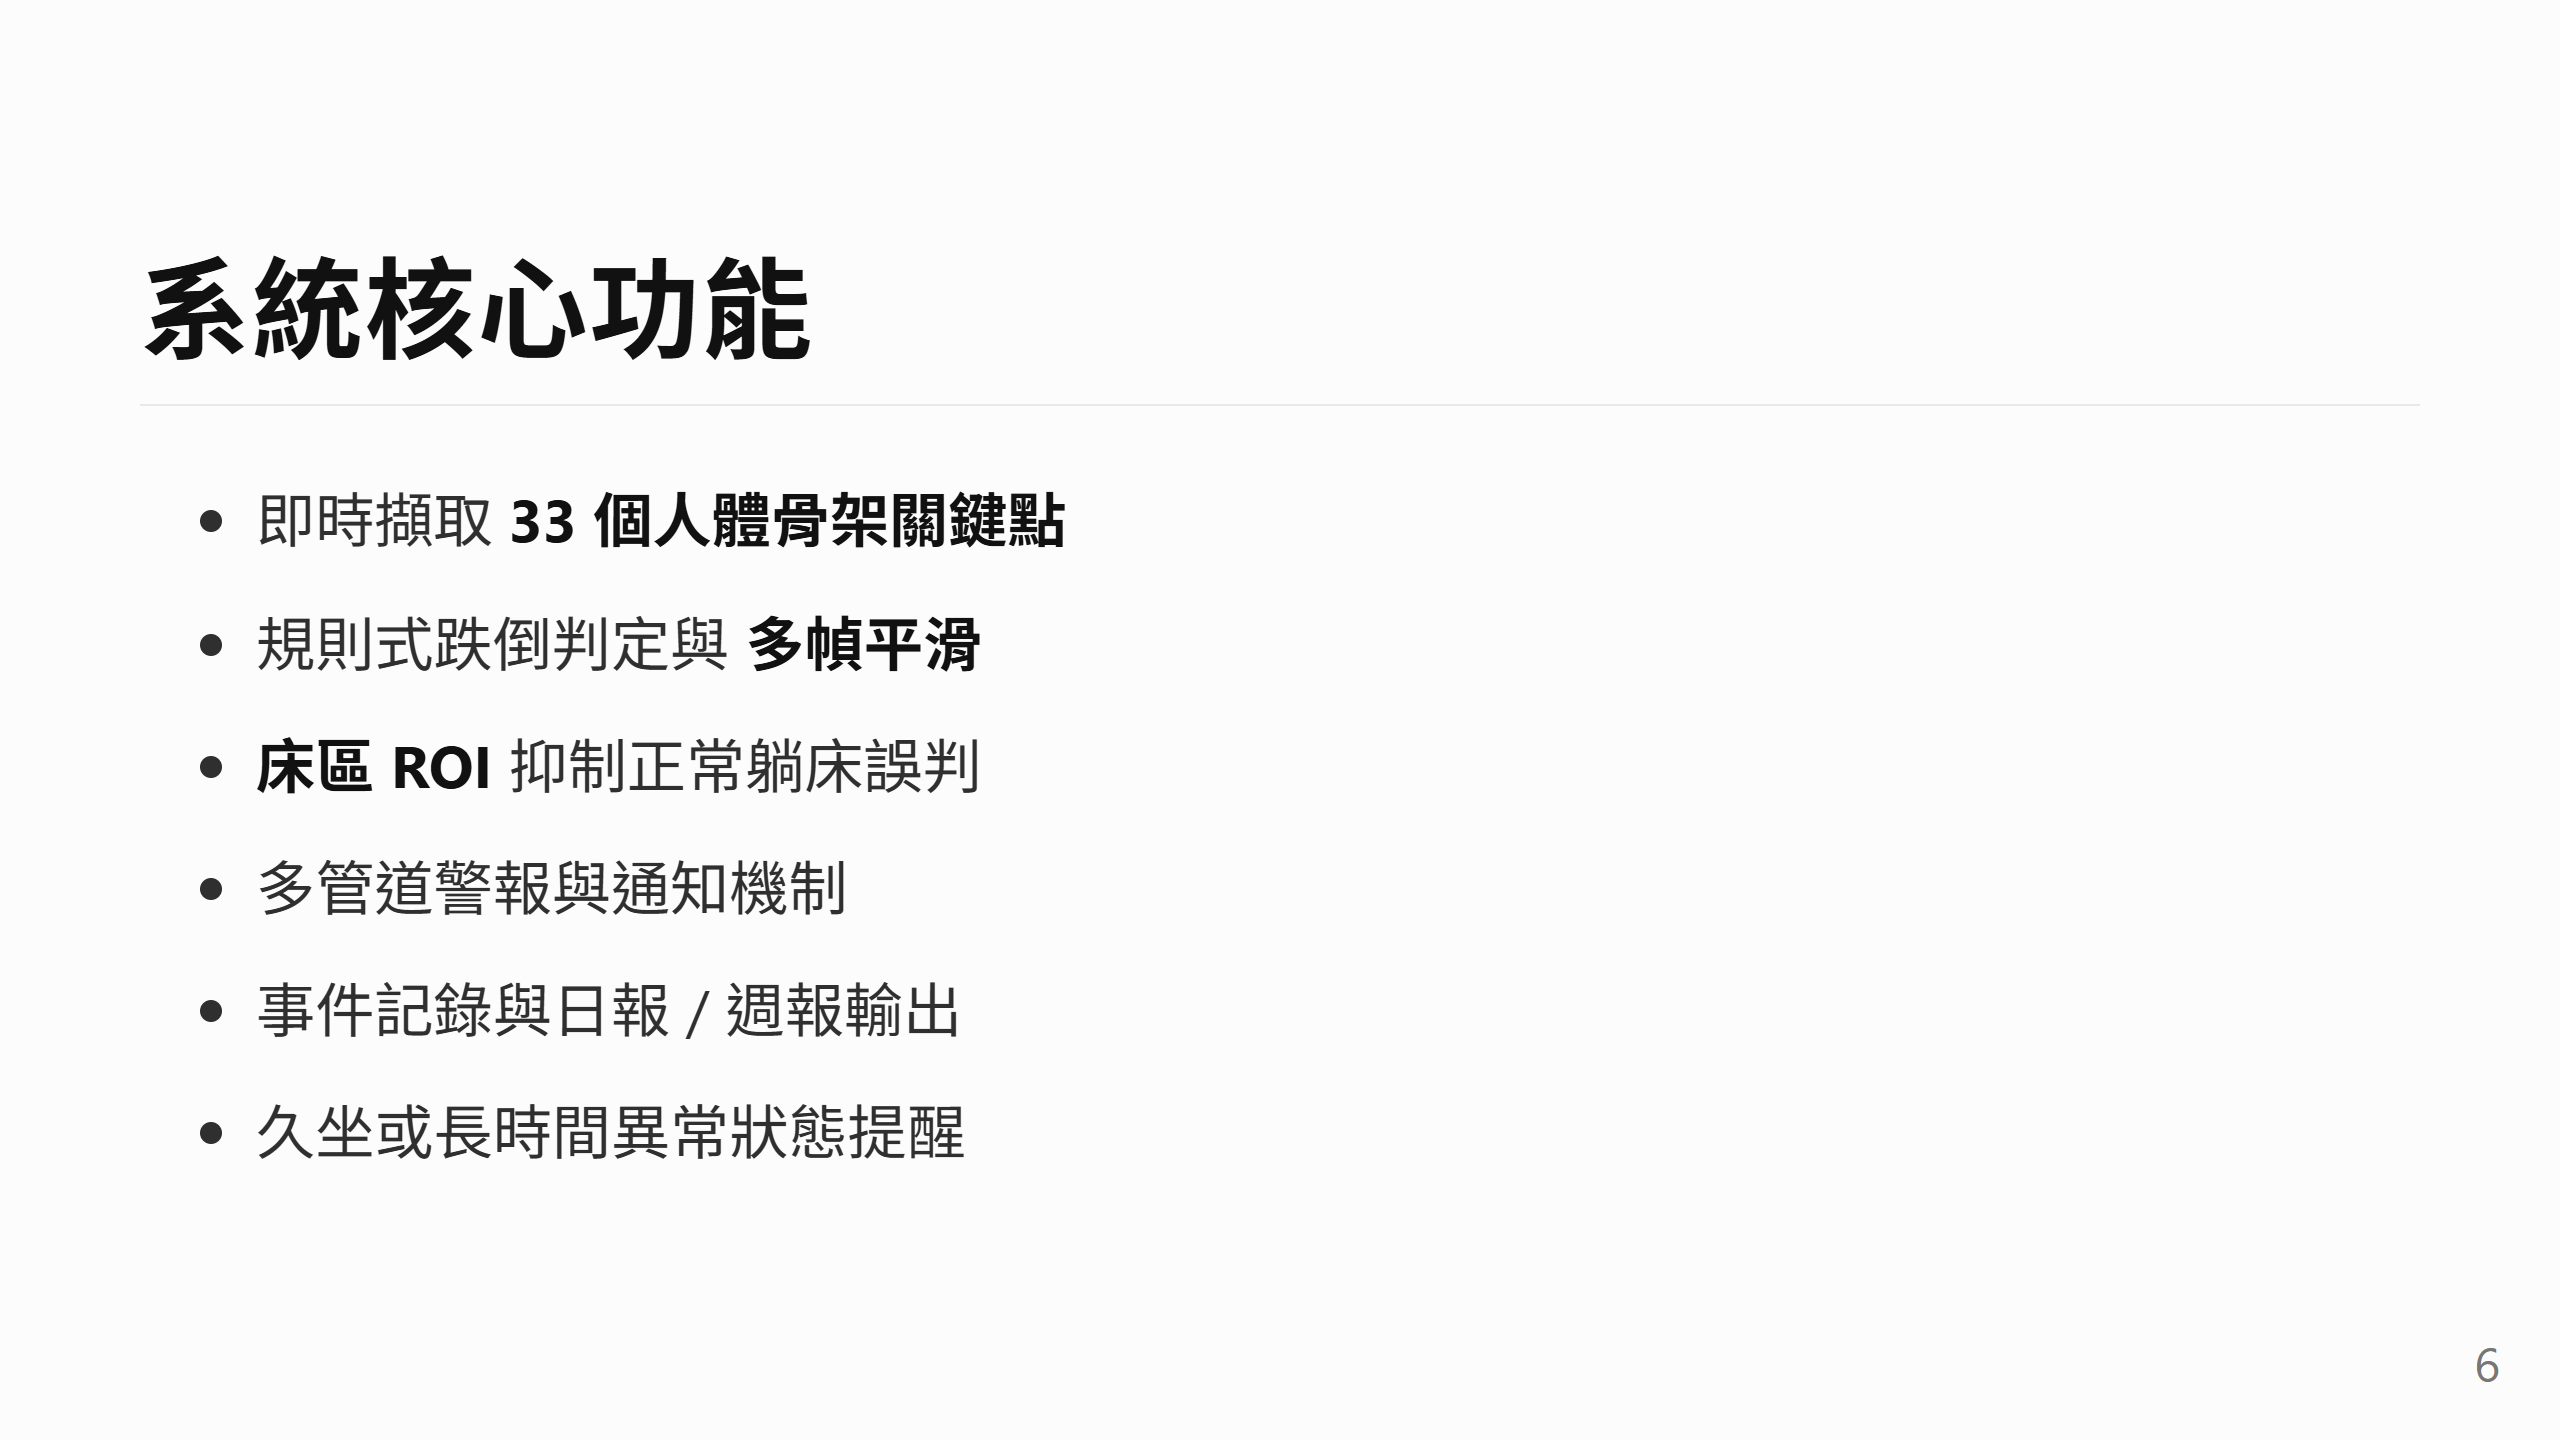 系統核心功能
• 即時擷取 33 個人體骨架關鍵點
• 規則式跌倒判定與 多幀平滑
• 床區 ROI 抑制正常躺床誤判
• 多管道警報與通知機制
• 事件記錄與日報 / 週報輸出
• 久坐或長時間異常狀態提醒
6